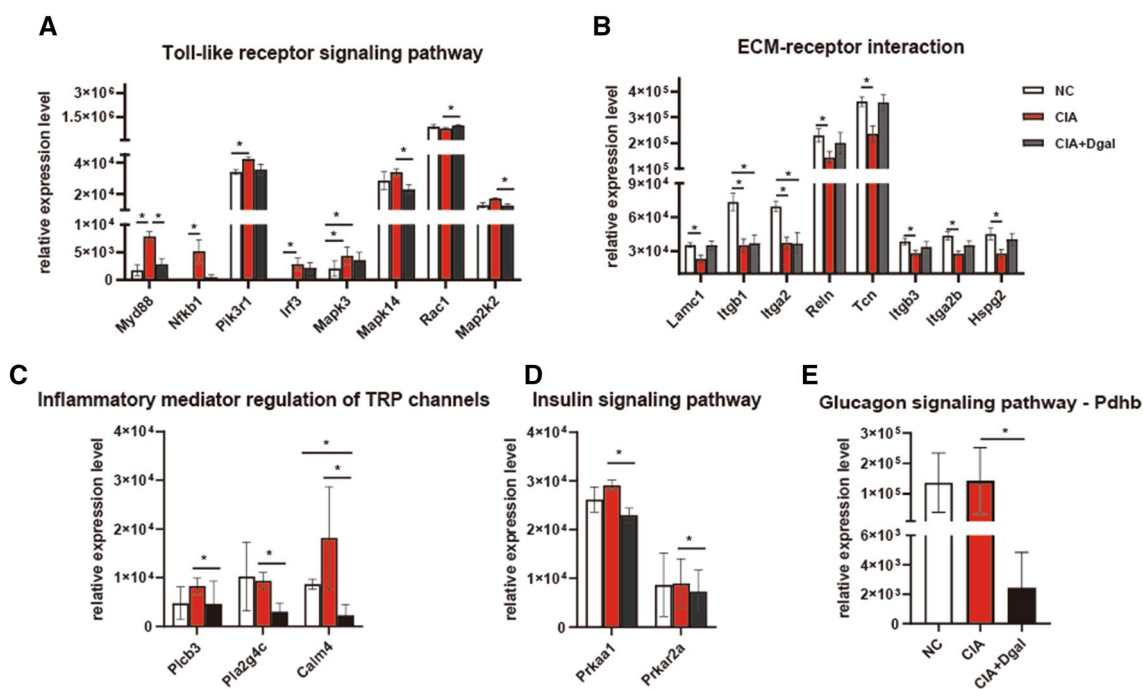 A
Toll-like receptor signaling pathway
relative expression level
3×10⁶
1.5×10⁶
4×10⁴
2×10⁴
1×10⁴
5×10³
0
Myd88
Nfkb1
Pik3r1
Irf3
Mapk3
Mapk14
Rac1
Map2k2
* * * * * * * * * *
B
ECM-receptor interaction
relative expression level
4×10⁵
3×10⁵
2×10⁵
1×10⁵
9×10⁴
6×10⁴
3×10⁴
Lamc1
Itgb1
Itga2
Reln
Tcn
Itgb3
Itga2b
Hspg2
* * * * * * * * * *
NC
CIA
CIA+Dgal
C
Inflammatory mediator regulation of TRP channels
relative expression level
4×10⁴
3×10⁴
2×10⁴
1×10⁴
0
Plcb3
Pla2g4c
Calm4
* * * *
D
Insulin signaling pathway
relative expression level
4×10⁴
3×10⁴
2×10⁴
1×10⁴
0
Prkaa1
Prkar2a
* *
E
Glucagon signaling pathway - Pdhb
relative expression level
3×10⁵
2×10⁵
1×10⁵
6×10³
4×10³
2×10³
0
NC
CIA
CIA+Dgal
*